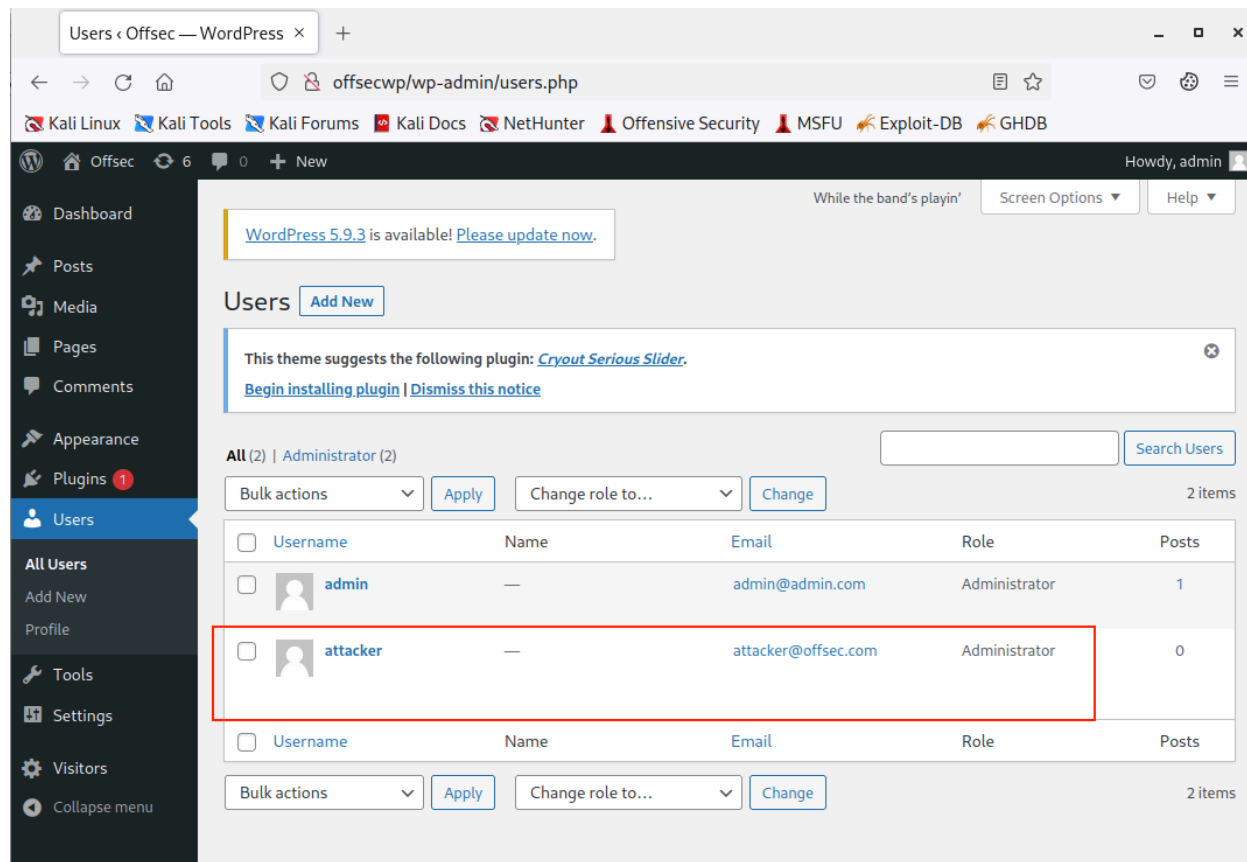 Users ‹ Offsec — WordPress
offsecwp/wp-admin/users.php
Kali Linux Kali Tools Kali Forums Kali Docs NetHunter Offensive Security MSFU Exploit-DB GHDB
Offsec 6 0 + New Howdy, admin
Dashboard
Posts
Media
Pages
Comments
Appearance
Plugins 1
Users
All Users
Add New
Profile
Tools
Settings
Visitors
Collapse menu
While the band's playin' Screen Options Help
WordPress 5.9.3 is available! Please update now.
Users Add New
This theme suggests the following plugin: Cryout Serious Slider.
Begin installing plugin | Dismiss this notice
All (2) | Administrator (2) Search Users
Bulk actions Apply Change role to... Change 2 items
Username Name Email Role Posts
admin — admin@admin.com Administrator 1
attacker — attacker@offsec.com Administrator 0
Username Name Email Role Posts
Bulk actions Apply Change role to... Change 2 items